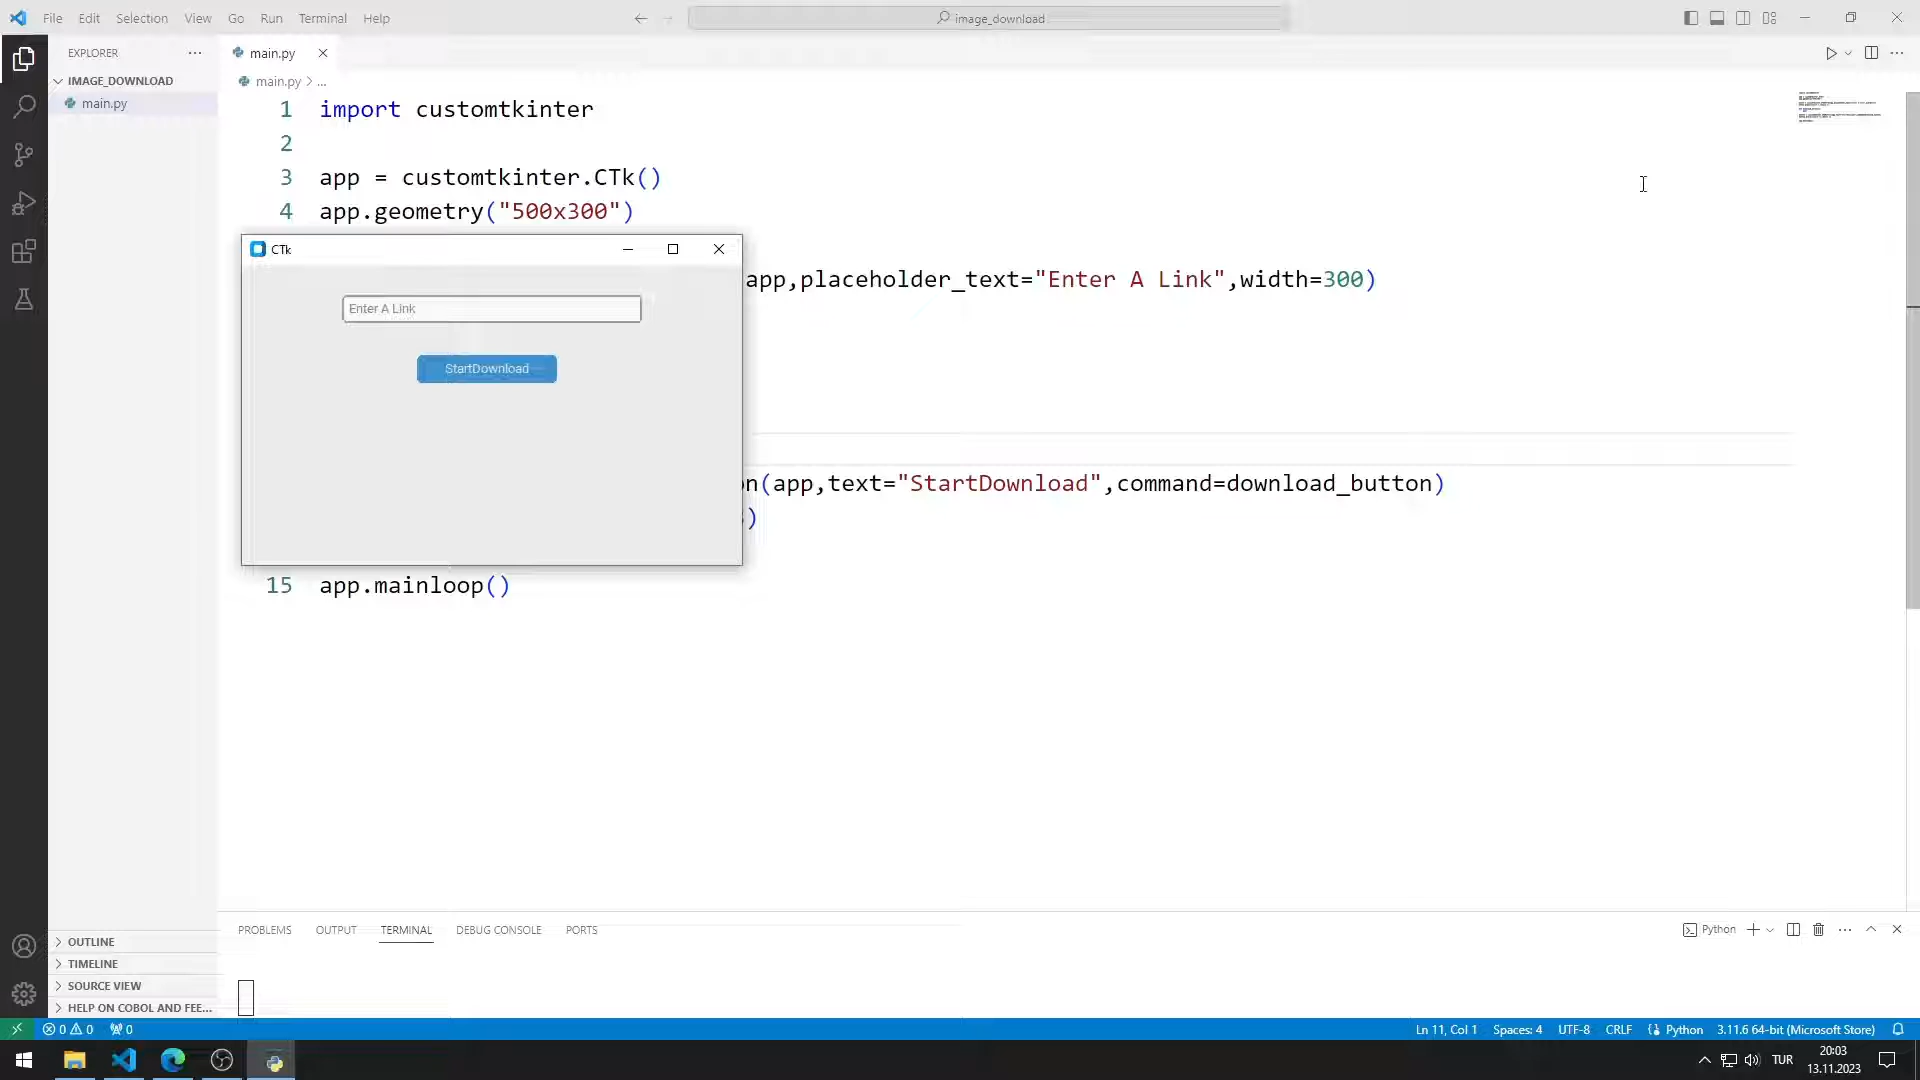 File Edit Selection View Go Run Terminal Help
image_download
EXPLORER
IMAGE_DOWNLOAD
main.py
main.py
main.py > ...
1 import customtkinter
2
3 app = customtkinter.CTk()
4 app.geometry("500x300")
CTk
Enter A Link
StartDownload
app,placeholder_text="Enter A Link",width=300)
n(app,text="StartDownload",command=download_button)
)
15 app.mainloop()
PROBLEMS OUTPUT TERMINAL DEBUG CONSOLE PORTS
Python
OUTLINE
TIMELINE
SOURCE VIEW
HELP ON COBOL AND FEE...
0 0 0
Ln 11, Col 1 Spaces: 4 UTF-8 CRLF Python 3.11.6 64-bit (Microsoft Store)
TUR
20:03
13.11.2023